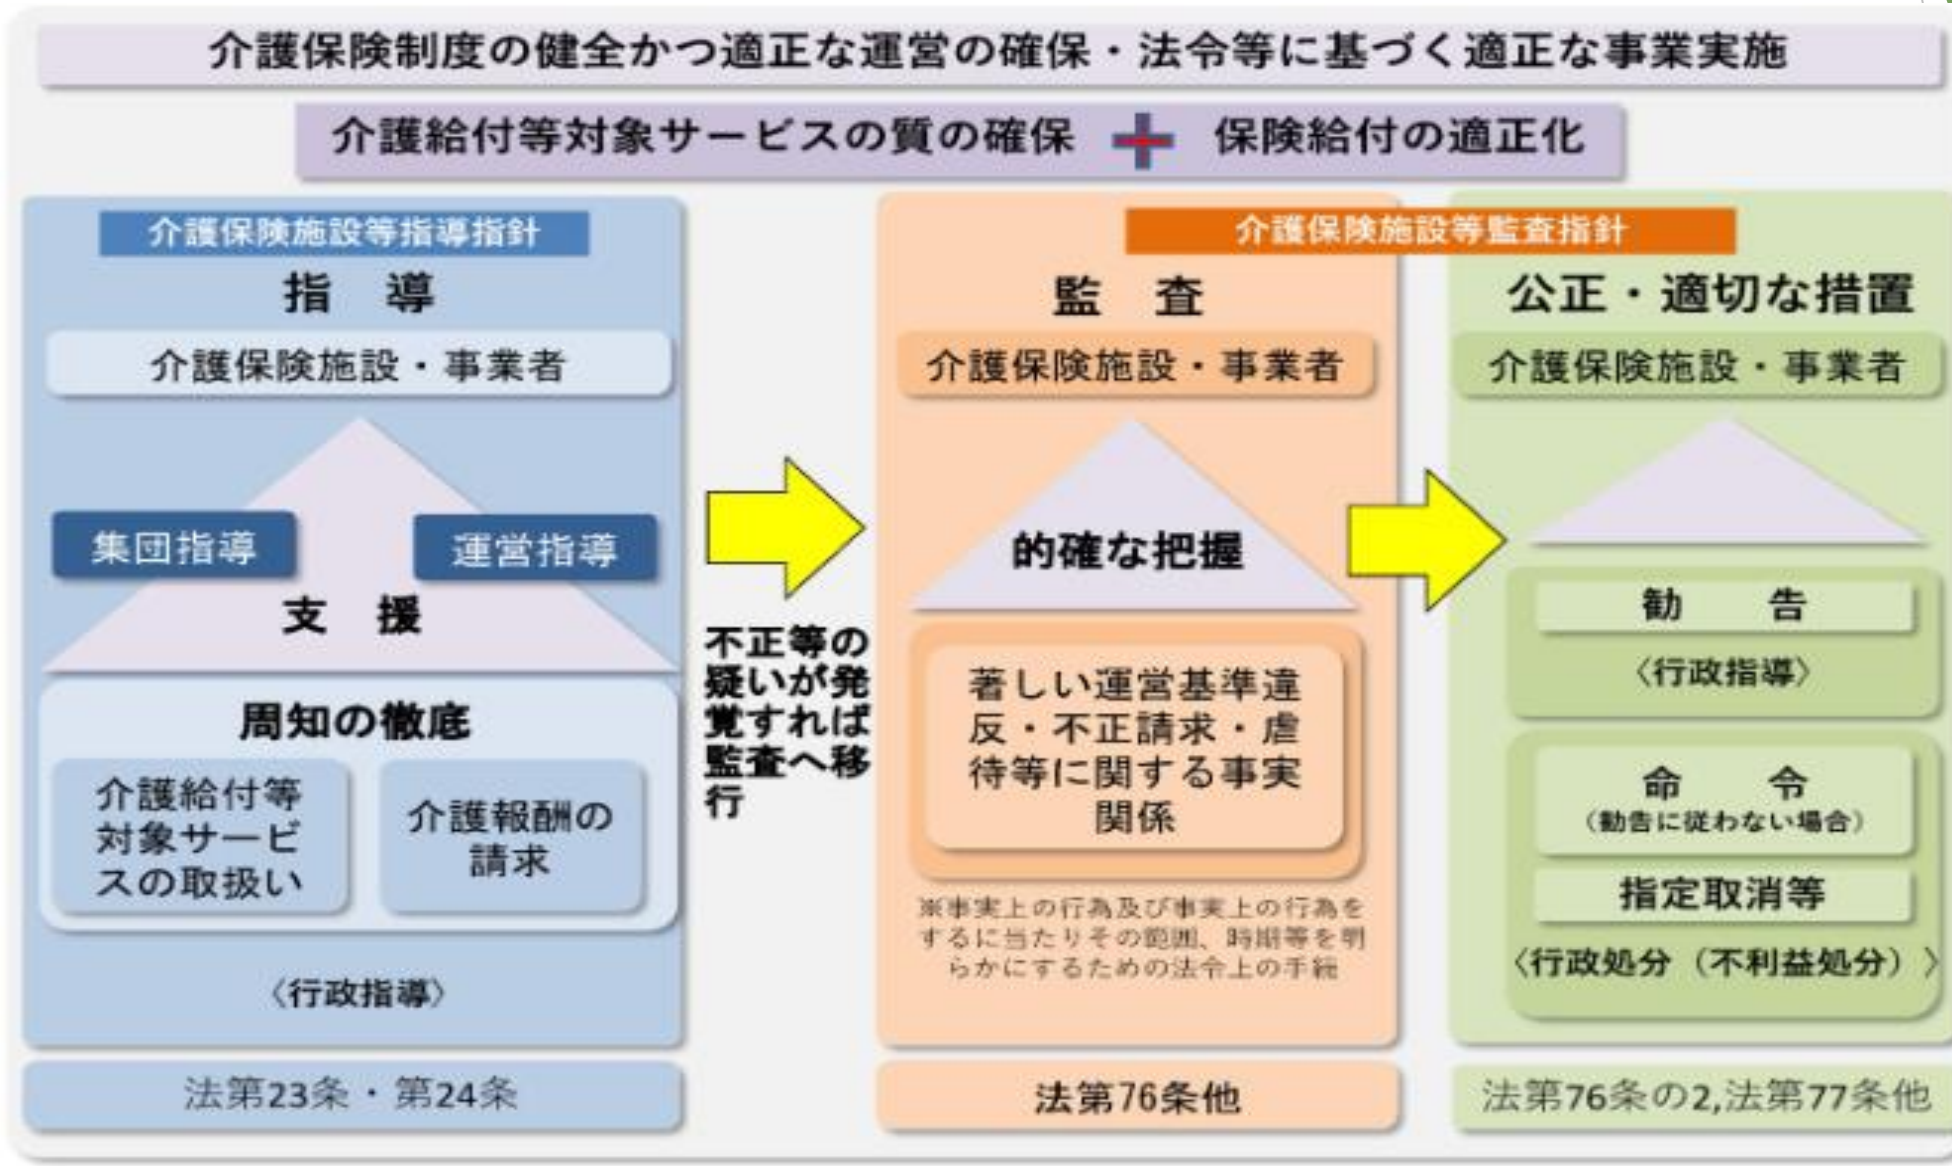 介護保険制度の健全かつ適正な運営の確保・法令等に基づく適正な事業実施
介護給付等対象サービスの質の確保 + 保険給付の適正化
介護保険施設等指導指針
指 導
介護保険施設・事業者
集団指導
運営指導
支 援
周知の徹底
介護給付等
対象サービ
スの取扱い
介護報酬の
請求
〈行政指導〉
法第23条・第24条
不正等の
疑いが発
覚すれば
監査へ移
行
介護保険施設等監査指針
監 査
介護保険施設・事業者
的確な把握
著しい運営基準違
反・不正請求・虐
待等に関する事実
関係
※事実上の行為及び事実上の行為を
するに当たりその範囲、時期等を明
らかにするための法令上の手続
法第76条他
公正・適切な措置
介護保険施設・事業者
勧 告
〈行政指導〉
命 令
(勧告に従わない場合)
指定取消等
〈行政処分(不利益処分)〉
法第76条の2,法第77条他